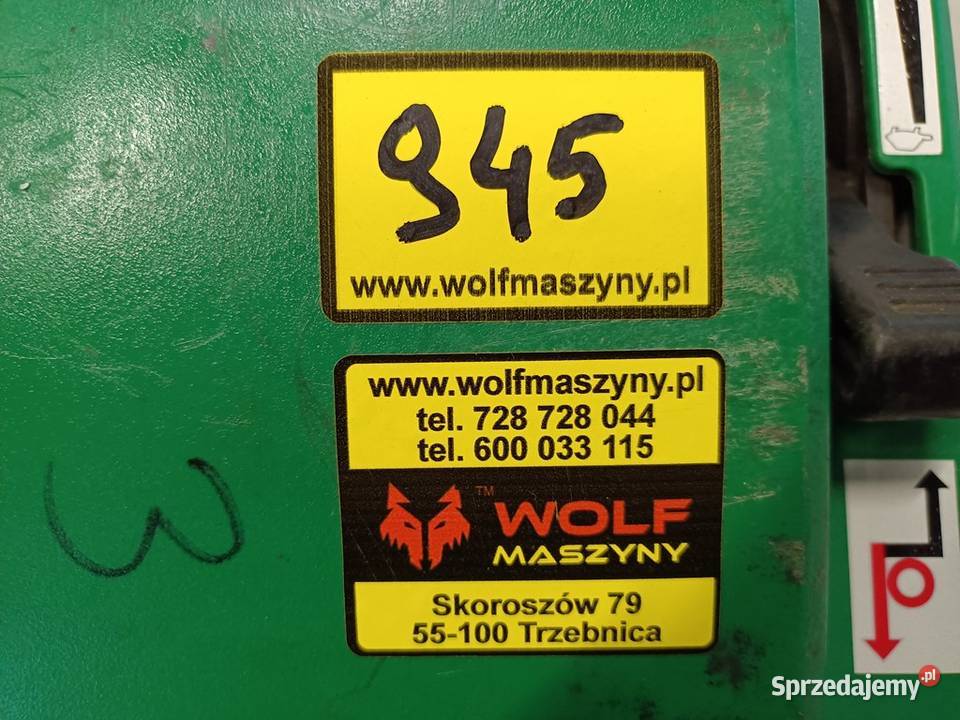 945
www.wolfmaszyny.pl
www.wolfmaszyny.pl
tel. 728 728 044
tel. 600 033 115
WOLF™
MASZYNY
Skoroszów 79
55-100 Trzebnica
W
Sprzedajemy.pl